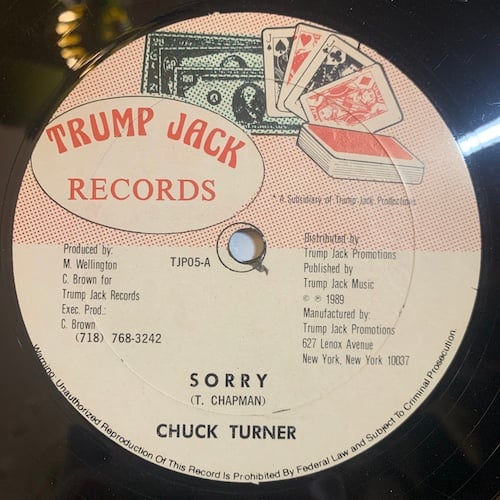 TRUMP JACK
RECORDS
* A Subsidiary of Trump Jack Productions
Produced by:
M. Wellington
C. Brown for
Trump Jack Records
Exec. Prod.:
C. Brown
(718) 768-3242
TJP05-A
Distributed by
Trump Jack Promotions
Published by
Trump Jack Music
© ℗ 1989
Manufactured by:
Trump Jack Promotions
627 Lenox Avenue
New York, New York 10037
SORRY
(T. CHAPMAN)
CHUCK TURNER
Warning. Unauthorized Reproduction Of This Record Is Prohibited By Federal Law and Subject To Criminal Prosecution.